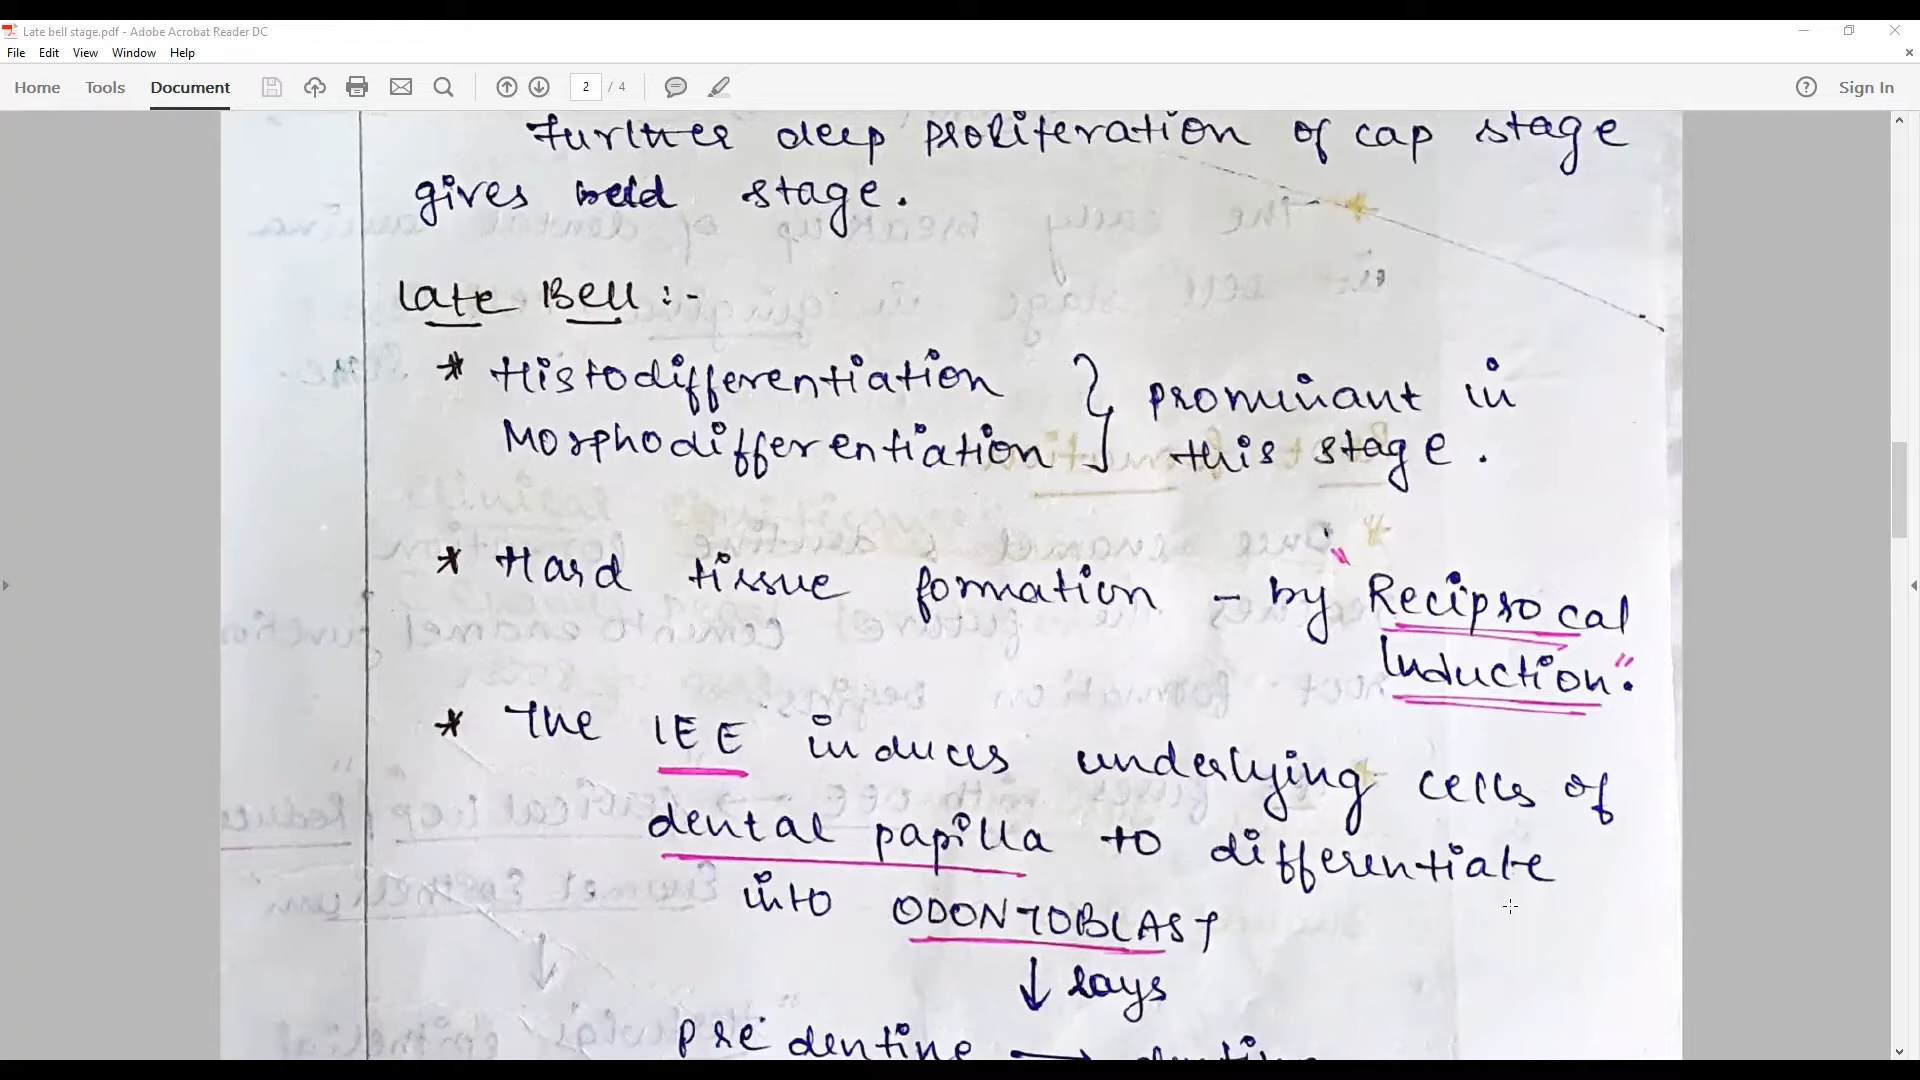 Late bell stage.pdf - Adobe Acrobat Reader DC
File Edit View Window Help
Home Tools Document 2 / 4 Sign In
Further deep proliferation of cap stage
gives stage.
Late Bell :-
* Histodifferentiation } prominant in
Morphodifferentiation this stage.
* Hard tissue formation - by "Reciprocal
Induction".
* The IEE induces underlying cells of
dental papilla to differentiate
into ODONTOBLAST
↓ lays
pre dentine → dentine